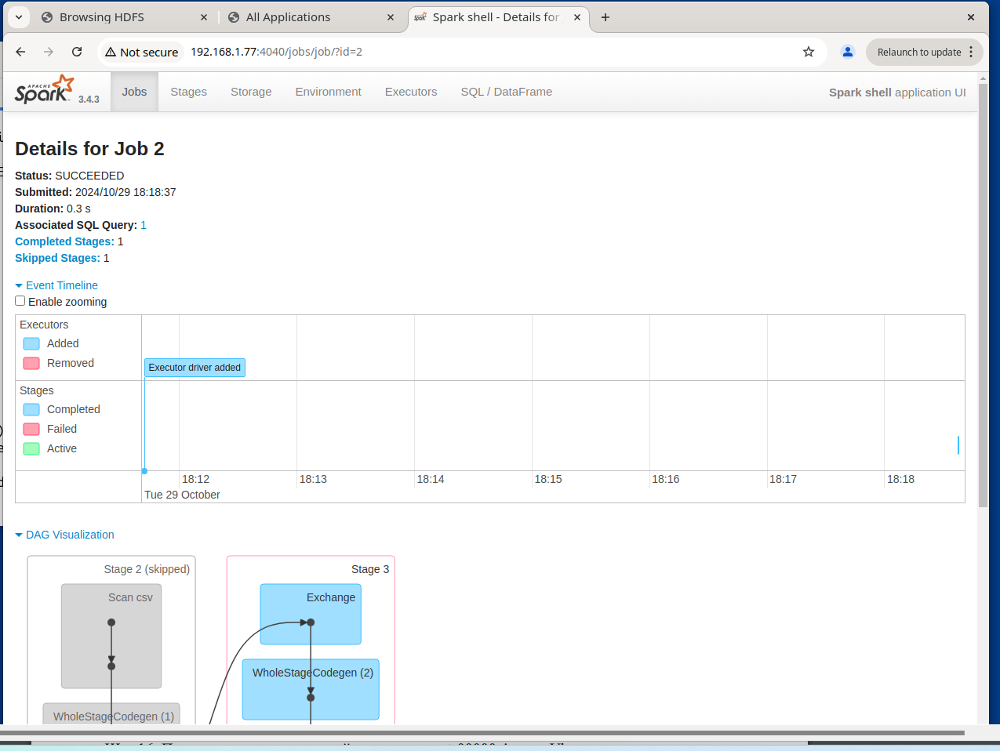 Browsing HDFS
All Applications
Spark shell - Details for
Not secure
192.168.1.77:4040/jobs/job/?id=2
Relaunch to update
APACHE Spark 3.4.3
Jobs
Stages
Storage
Environment
Executors
SQL / DataFrame
Spark shell application UI
Details for Job 2
Status: SUCCEEDED
Submitted: 2024/10/29 18:18:37
Duration: 0.3 s
Associated SQL Query: 1
Completed Stages: 1
Skipped Stages: 1
Event Timeline
Enable zooming
Executors
Added
Removed
Executor driver added
Stages
Completed
Failed
Active
18:12
18:13
18:14
18:15
18:16
18:17
18:18
Tue 29 October
DAG Visualization
Stage 2 (skipped)
Scan csv
WholeStageCodegen (1)
Stage 3
Exchange
WholeStageCodegen (2)